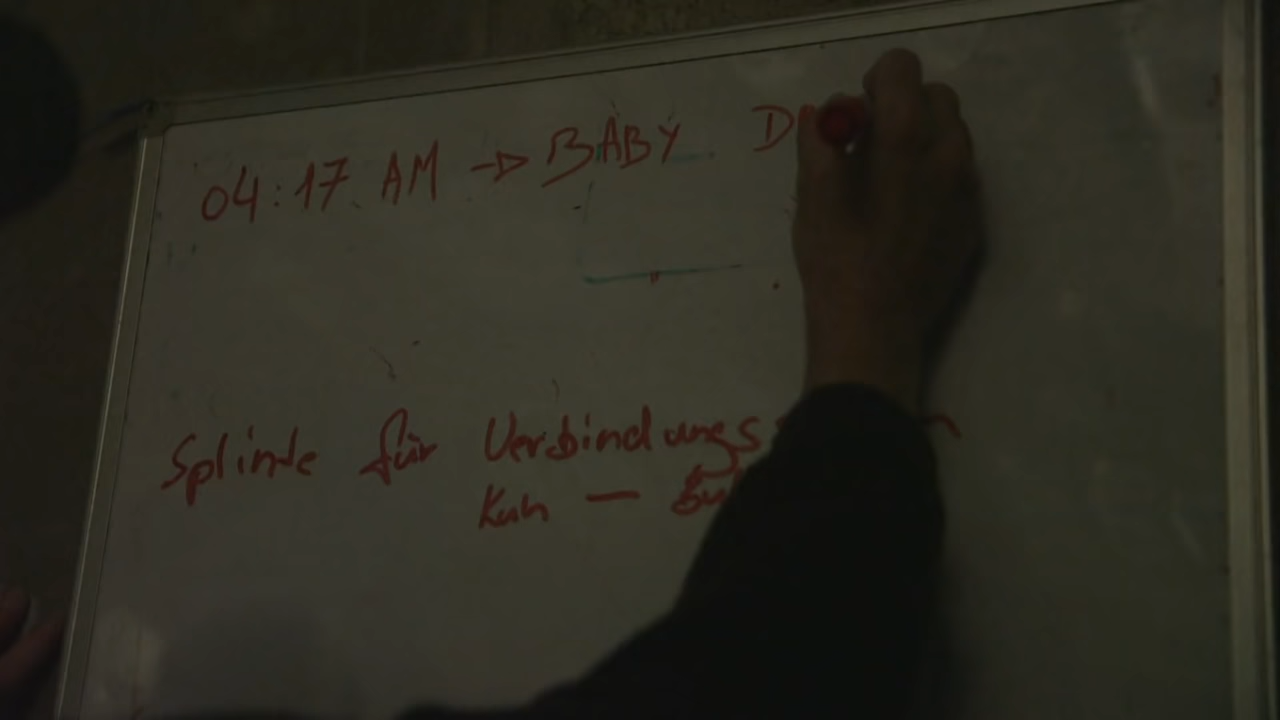 04:17 AM → BABY D
Splinte für Verbindungs
Kuh —